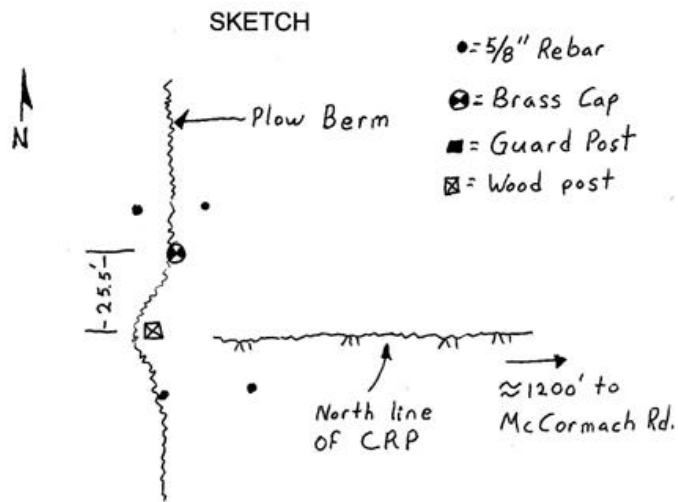 SKETCH
N
Plow Berm
•= 5/8" Rebar
= Brass Cap
= Guard Post
= Wood post
-25.5'-
North line
of CRP
≈1200' to
McCormach Rd.